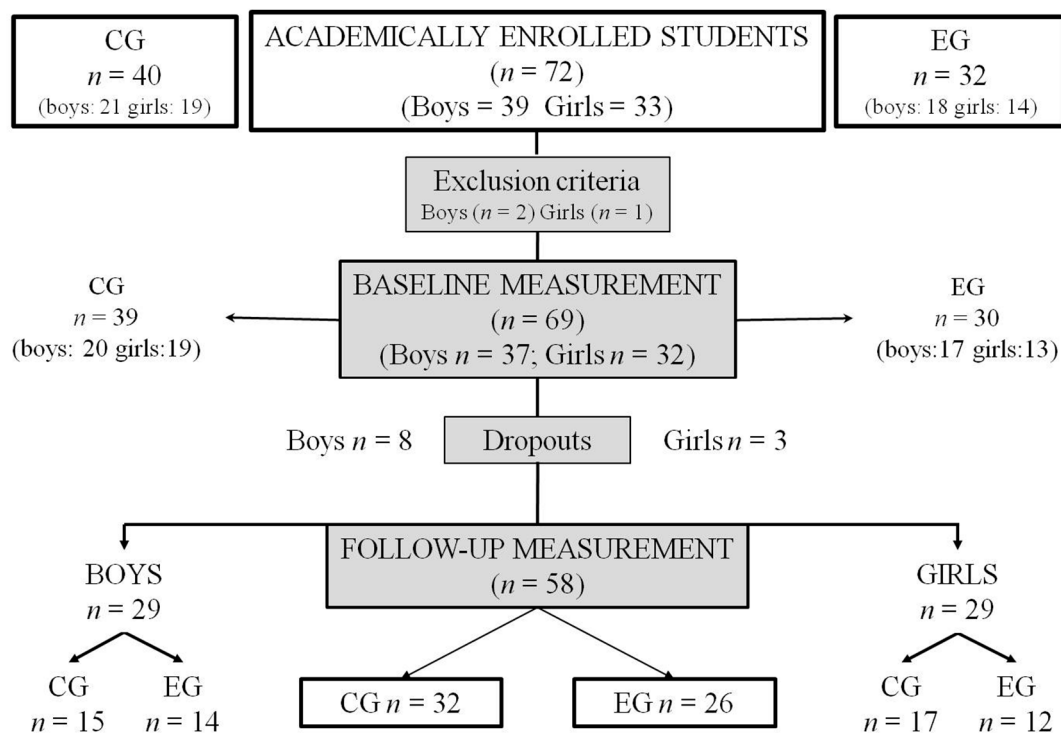 CG
n = 40
(boys: 21 girls: 19)
ACADEMICALLY ENROLLED STUDENTS
(n = 72)
(Boys = 39 Girls = 33)
EG
n = 32
(boys: 18 girls: 14)
Exclusion criteria
Boys (n = 2) Girls (n = 1)
CG
n = 39
(boys: 20 girls:19)
BASELINE MEASUREMENT
(n = 69)
(Boys n = 37; Girls n = 32)
EG
n = 30
(boys:17 girls:13)
Boys n = 8
Dropouts
Girls n = 3
FOLLOW-UP MEASUREMENT
(n = 58)
BOYS
n = 29
GIRLS
n = 29
CG
n = 15
EG
n = 14
CG n = 32
EG n = 26
CG
n = 17
EG
n = 12